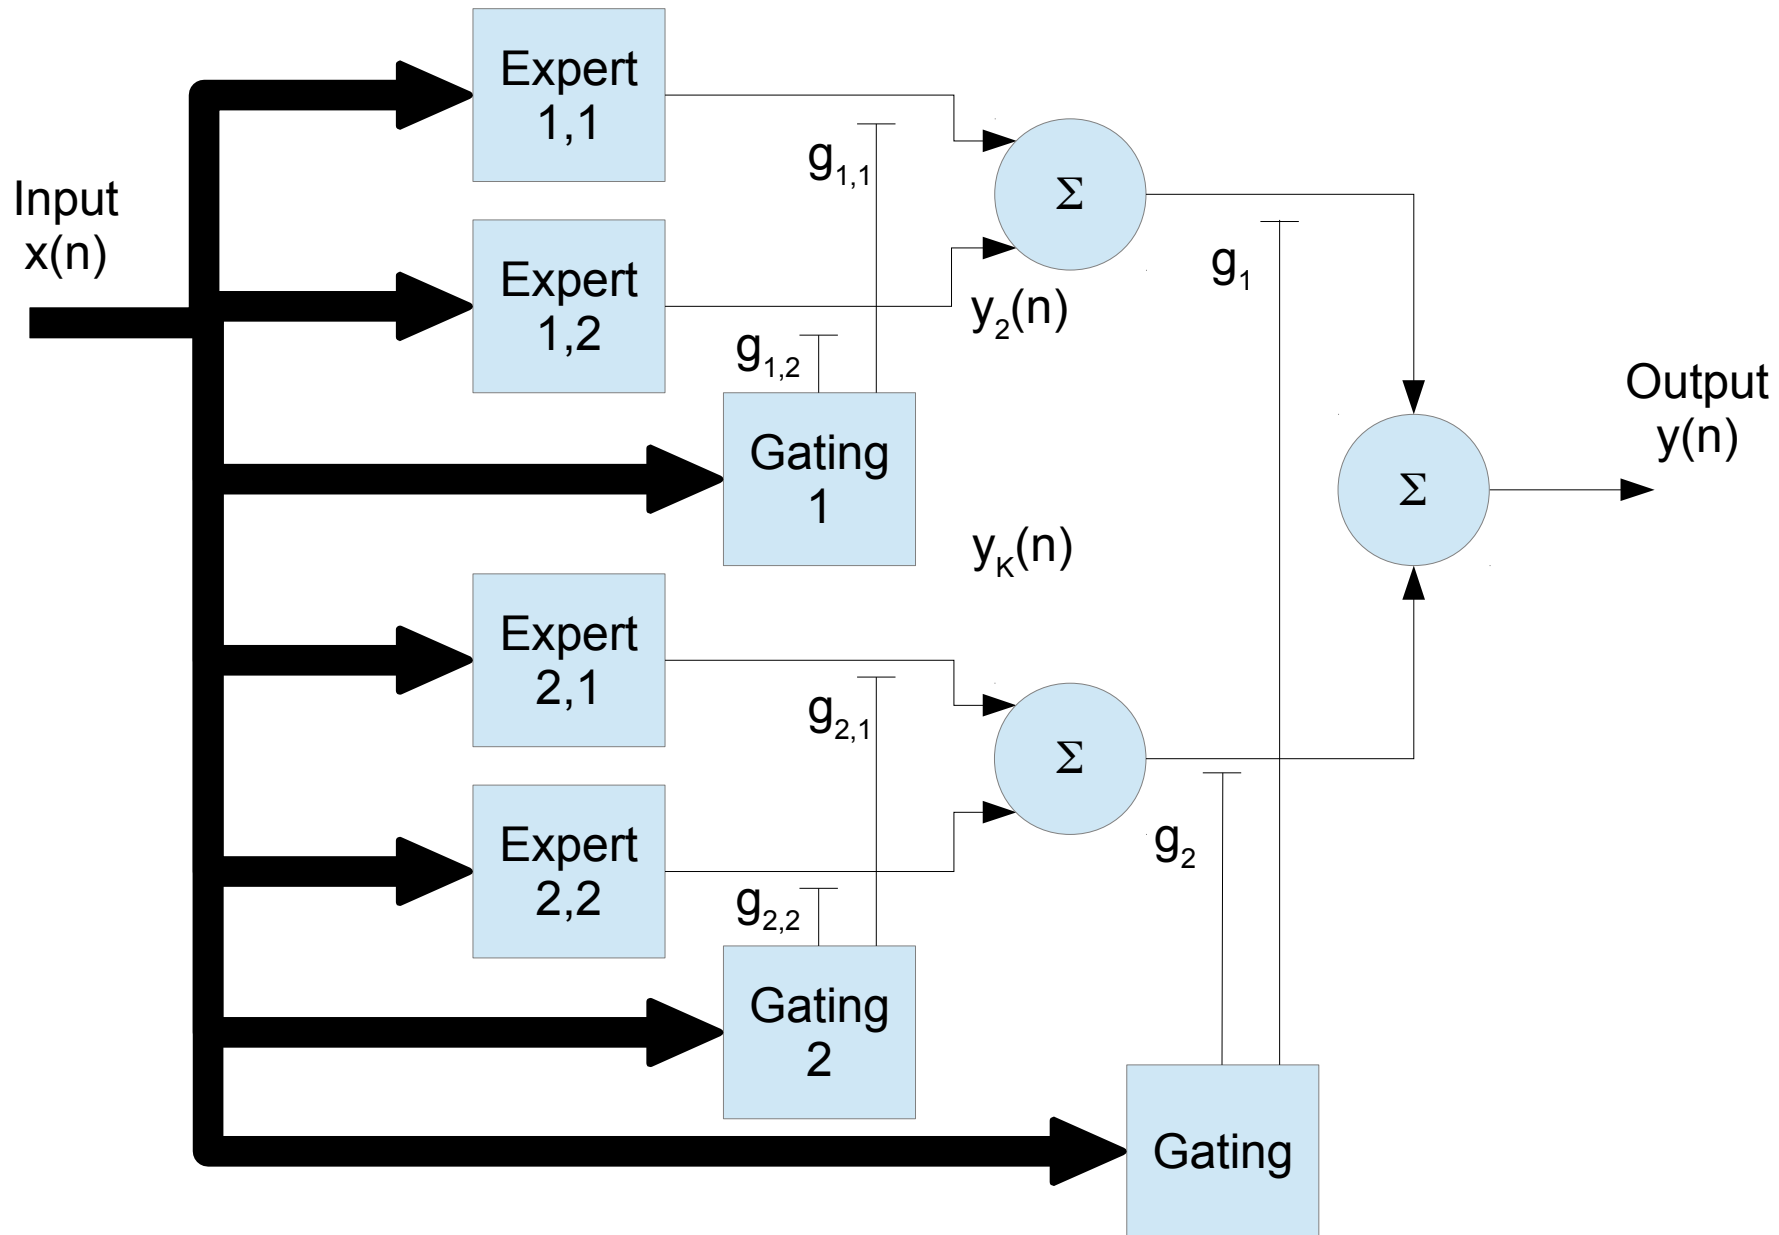 Input
x(n)
Expert
1,1
g1,1
Σ
Expert
1,2
g1,2
y2(n)
g1
Gating
1
Output
y(n)
Σ
yK(n)
Expert
2,1
g2,1
Σ
Expert
2,2
g2,2
g2
Gating
2
Gating